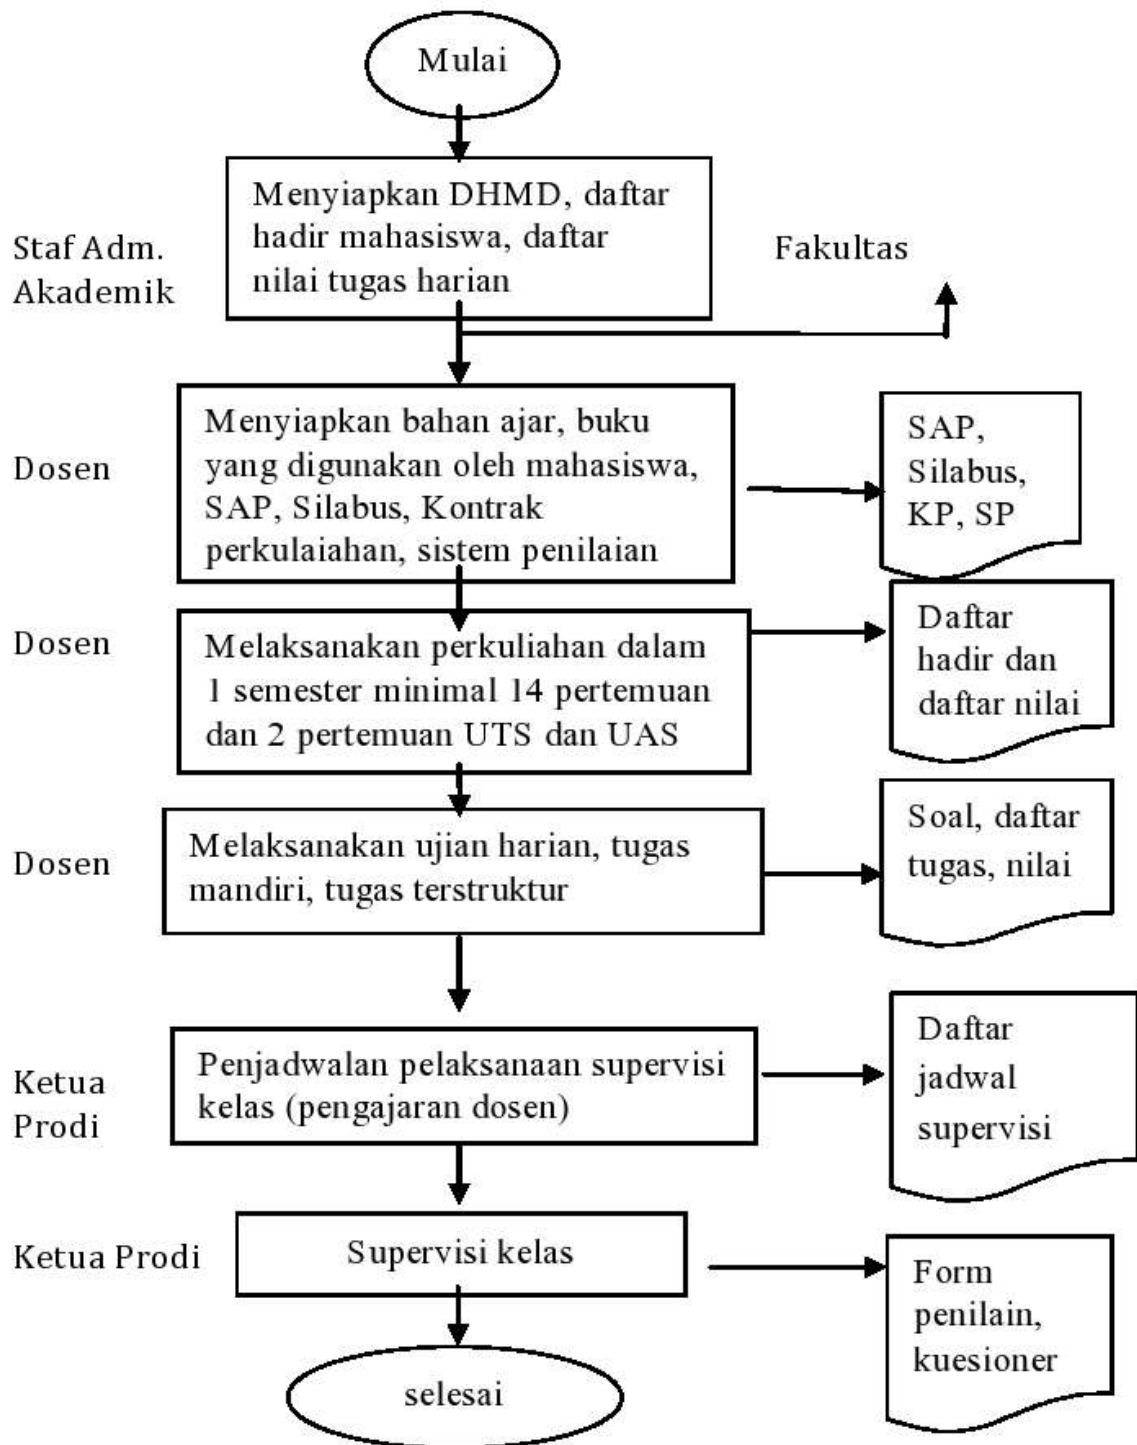 Mulai
Menyiapkan DHMD, daftar
hadir mahasiswa, daftar
nilai tugas harian
Staf Adm.
Akademik
Fakultas
Dosen
Menyiapkan bahan ajar, buku
yang digunakan oleh mahasiswa,
SAP, Silabus, Kontrak
perkulaiahan, sistem penilaian
SAP,
Silabus,
KP, SP
Dosen
Melaksanakan perkuliahan dalam
1 semester minimal 14 pertemuan
dan 2 pertemuan UTS dan UAS
Daftar
hadir dan
daftar nilai
Dosen
Melaksanakan ujian harian, tugas
mandiri, tugas terstruktur
Soal, daftar
tugas, nilai
Ketua
Prodi
Penjadwalan pelaksanaan supervisi
kelas (pengajaran dosen)
Daftar
jadwal
supervisi
Ketua Prodi
Supervisi kelas
Form
penilain,
kuesioner
selesai